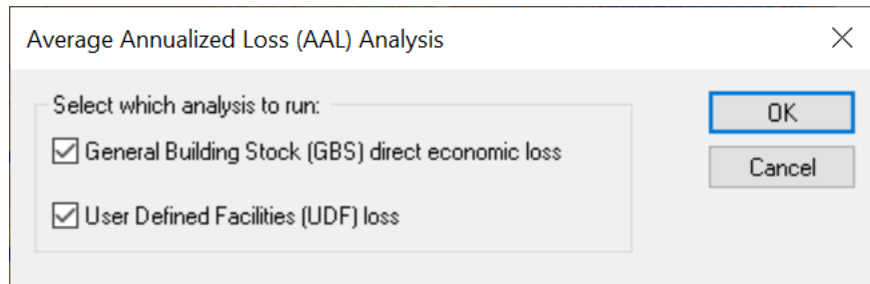 Average Annualized Loss (AAL) Analysis
Select which analysis to run:
General Building Stock (GBS) direct economic loss
User Defined Facilities (UDF) loss
OK
Cancel